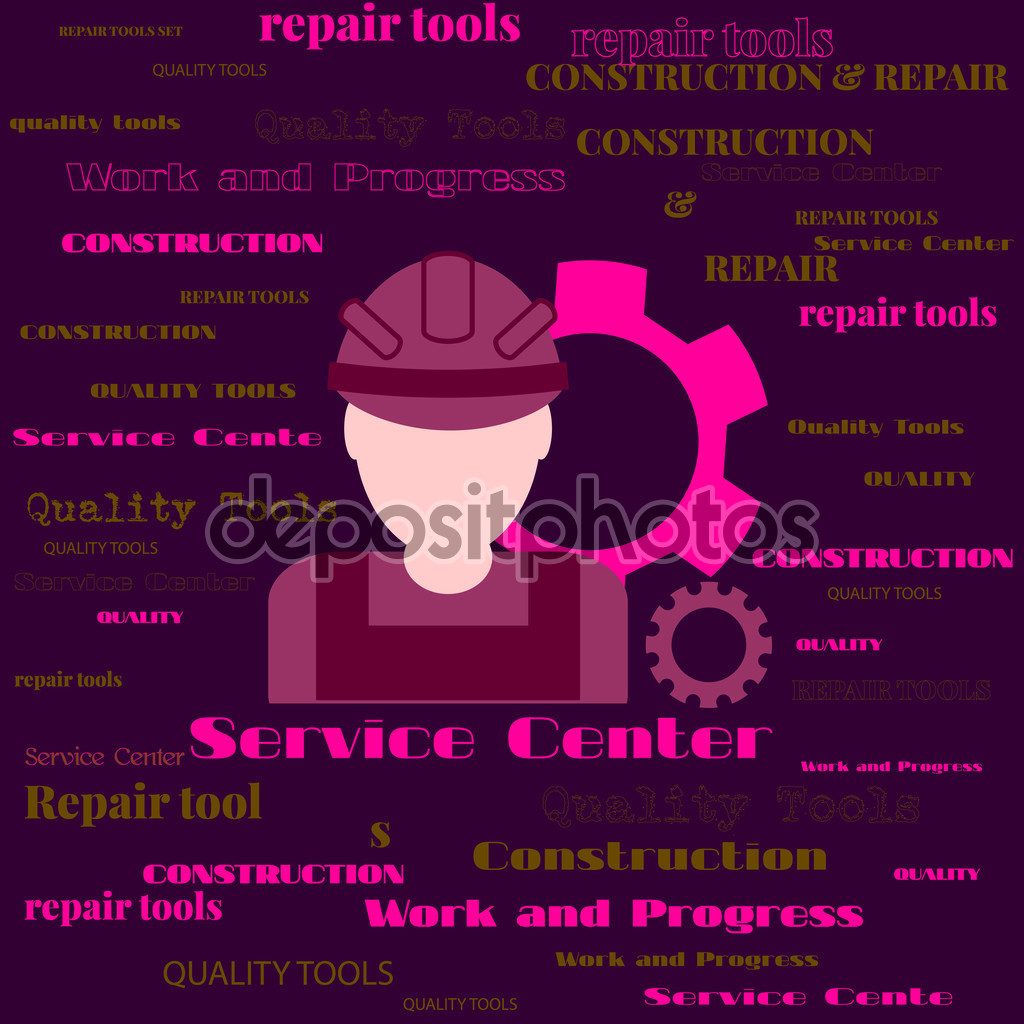 repair tools
REPAIR TOOLS SET
repair tools
QUALITY TOOLS
CONSTRUCTION & REPAIR
quality tools
Quality Tools
CONSTRUCTION
Work and Progress
Service Center
&
REPAIR TOOLS
CONSTRUCTION
Service Center
REPAIR
REPAIR TOOLS
repair tools
CONSTRUCTION
QUALITY TOOLS
Quality Tools
Service Cente
QUALITY
Quality Tools
depositphotos
QUALITY TOOLS
CONSTRUCTION
Service Center
QUALITY TOOLS
QUALITY
QUALITY
repair tools
REPAIR TOOLS
Service Center
Service Center
Work and Progress
Repair tool
Quality Tools
s
Construction
CONSTRUCTION
QUALITY
repair tools
Work and Progress
Work and Progress
QUALITY TOOLS
Service Cente
QUALITY TOOLS